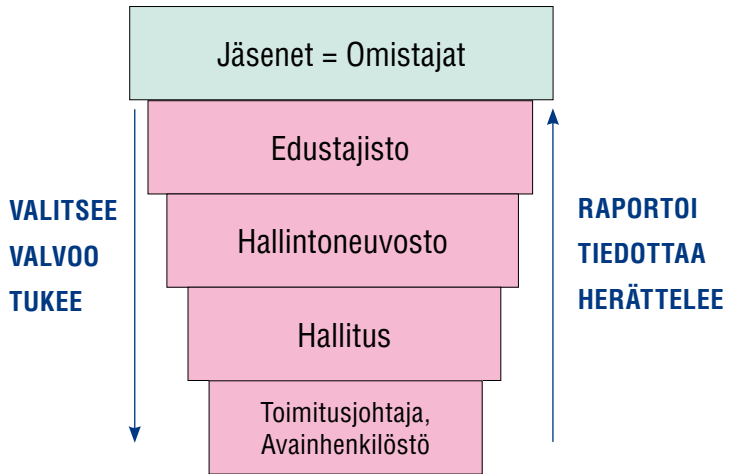 Jäsenet = Omistajat
Edustajisto
Hallintoneuvosto
Hallitus
Toimitusjohtaja,
Avainhenkilöstö
VALITSEE
VALVOO
TUKEE
RAPORTOI
TIEDOTTAA
HERÄTTELEE